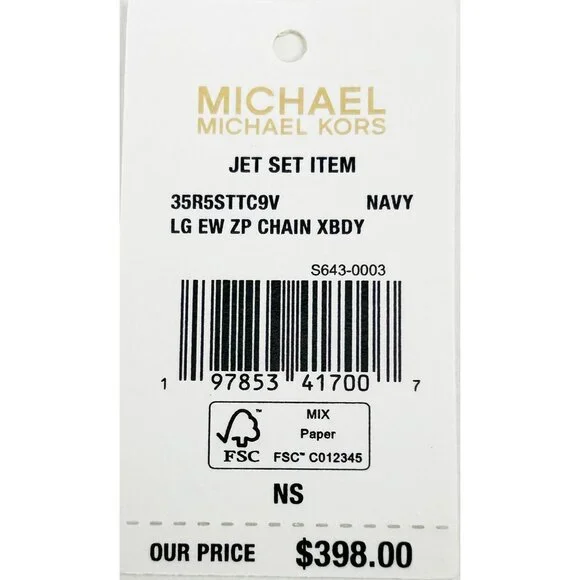 MICHAEL
MICHAEL KORS
JET SET ITEM
35R5STTC9V NAVY
LG EW ZP CHAIN XBDY
S643-0003
1 97853 41700 7
FSC™
MIX
Paper
FSC™ C012345
NS
OUR PRICE $398.00